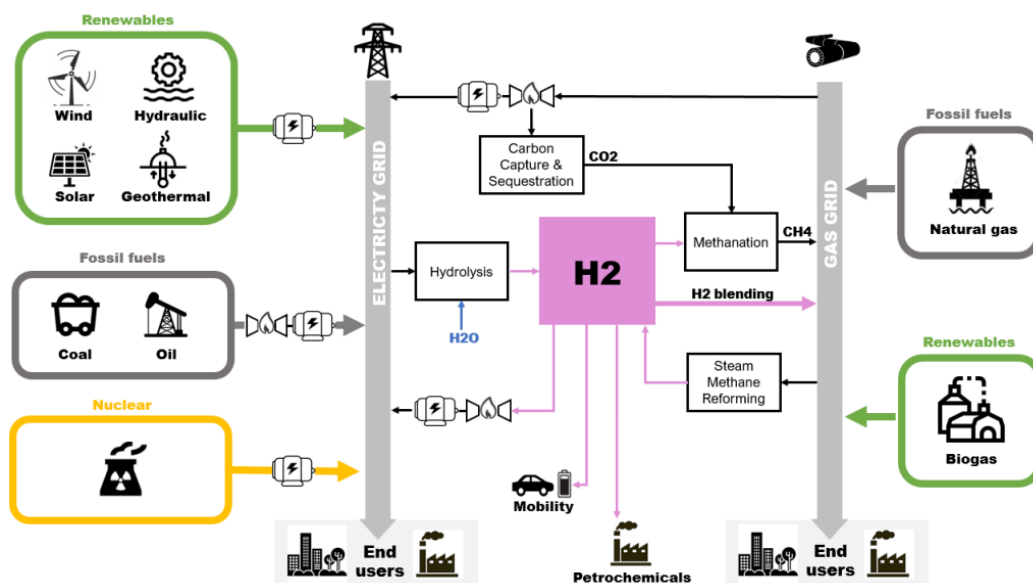 Renewables
Wind
Hydraulic
Solar
Geothermal
Fossil fuels
Coal
Oil
Nuclear
ELECTRICTY GRID
End
users
Carbon
Capture &
Sequestration
CO2
Hydrolysis
H2O
H2
Methanation
CH4
H2 blending
Steam
Methane
Reforming
Mobility
Petrochemicals
GAS GRID
End
users
Fossil fuels
Natural gas
Renewables
Biogas